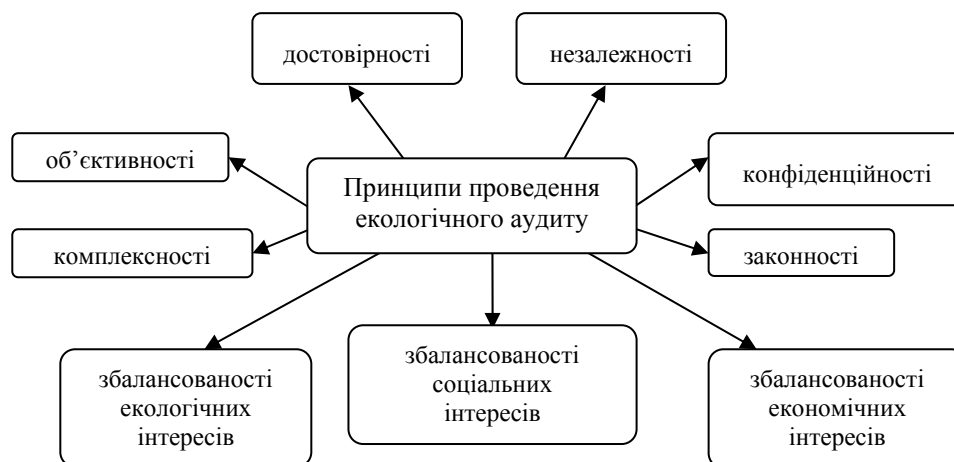 достовірності
незалежності
об’єктивності
Принципи проведення
екологічного аудиту
конфіденційності
комплексності
законності
збалансованості
екологічних
інтересів
збалансованості
соціальних
інтересів
збалансованості
економічних
інтересів